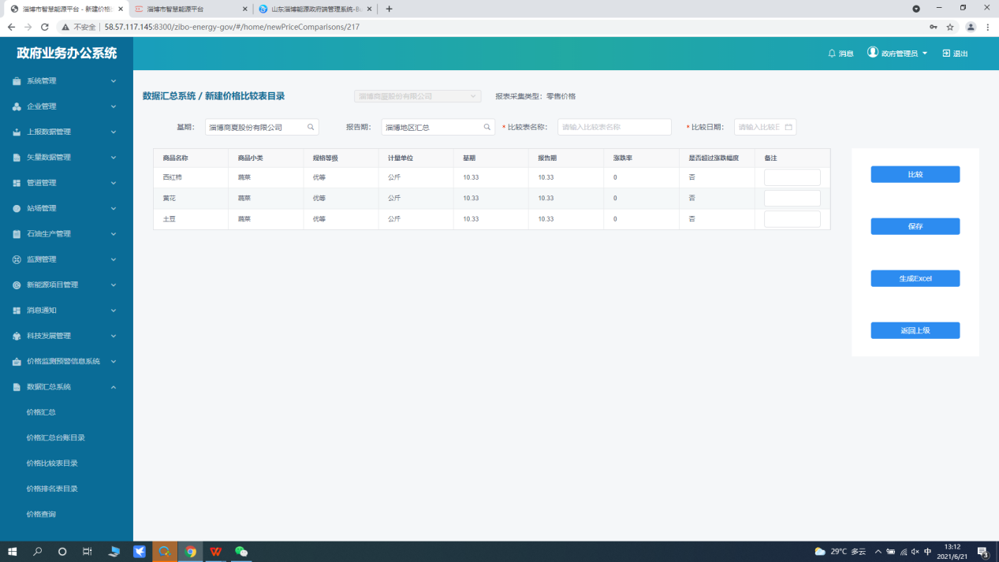 淄博市智慧能源平台 - 新建价格 淄博市智慧能源平台 山东淄博能源政府端管理系统-B
不安全 58.57.117.145:8300/zibo-energy-gov/#/home/newPriceComparisons/217
政府业务办公系统 消息 政府管理员 退出
系统管理
企业管理
上报数据管理
矢量数据管理
管道管理
站场管理
石油生产管理
监测管理
新能源项目管理
消息通知
科技发展管理
价格监测预警信息系统
数据汇总系统
价格汇总
价格汇总台账目录
价格比较表目录
价格排名表目录
价格查询
数据汇总系统 / 新建价格比较表目录 淄博商厦股份有限公司 报表采集类型：零售价格
基期： 淄博商夏股份有限公司 报告期： 淄博地区汇总 * 比较表名称： 请输入比较表名称 * 比较日期： 请输入比较日
商品名称 商品小类 规格等级 计量单位 基期 报告期 涨跌率 是否超过涨跌幅度 备注
西红柿 蔬菜 优等 公斤 10.33 10.33 0 否
黄花 蔬菜 优等 公斤 10.33 10.33 0 否
土豆 蔬菜 优等 公斤 10.33 10.33 0 否
比较
保存
生成Excel
返回上级
29°C 多云 中 13:12
2021/6/21 3